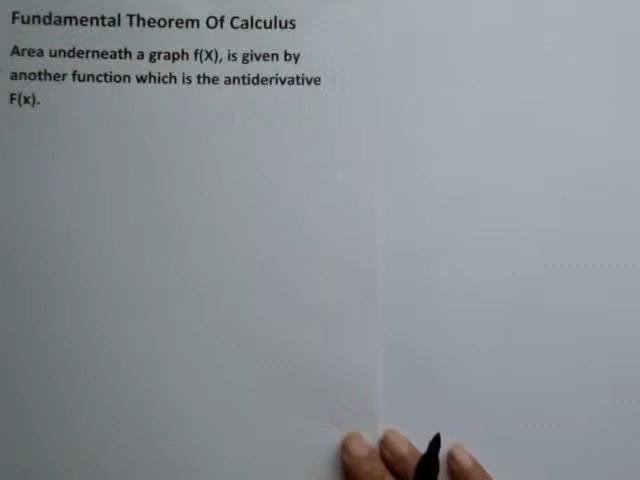 Fundamental Theorem Of Calculus
Area underneath a graph f(X), is given by
another function which is the antiderivative
F(x).